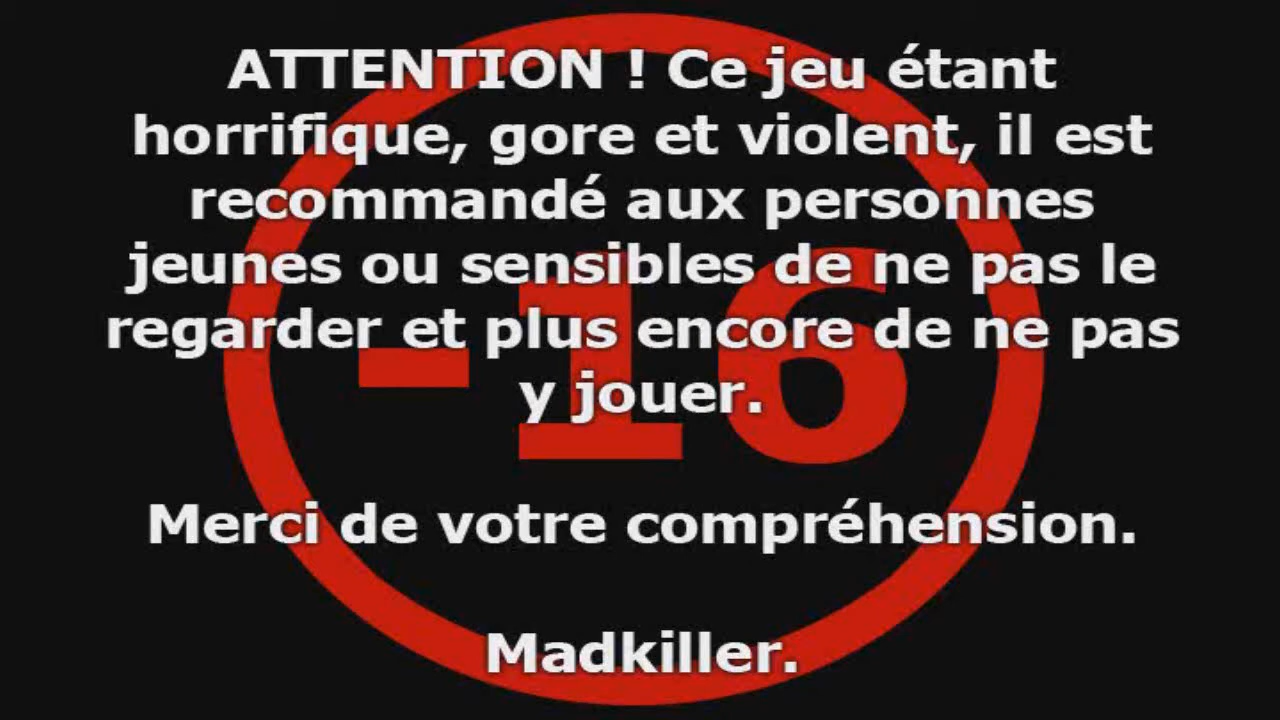 ATTENTION ! Ce jeu étant
horrifique, gore et violent, il est
recommandé aux personnes
jeunes ou sensibles de ne pas le
regarder et plus encore de ne pas
y jouer.
-16
Merci de votre compréhension.
Madkiller.